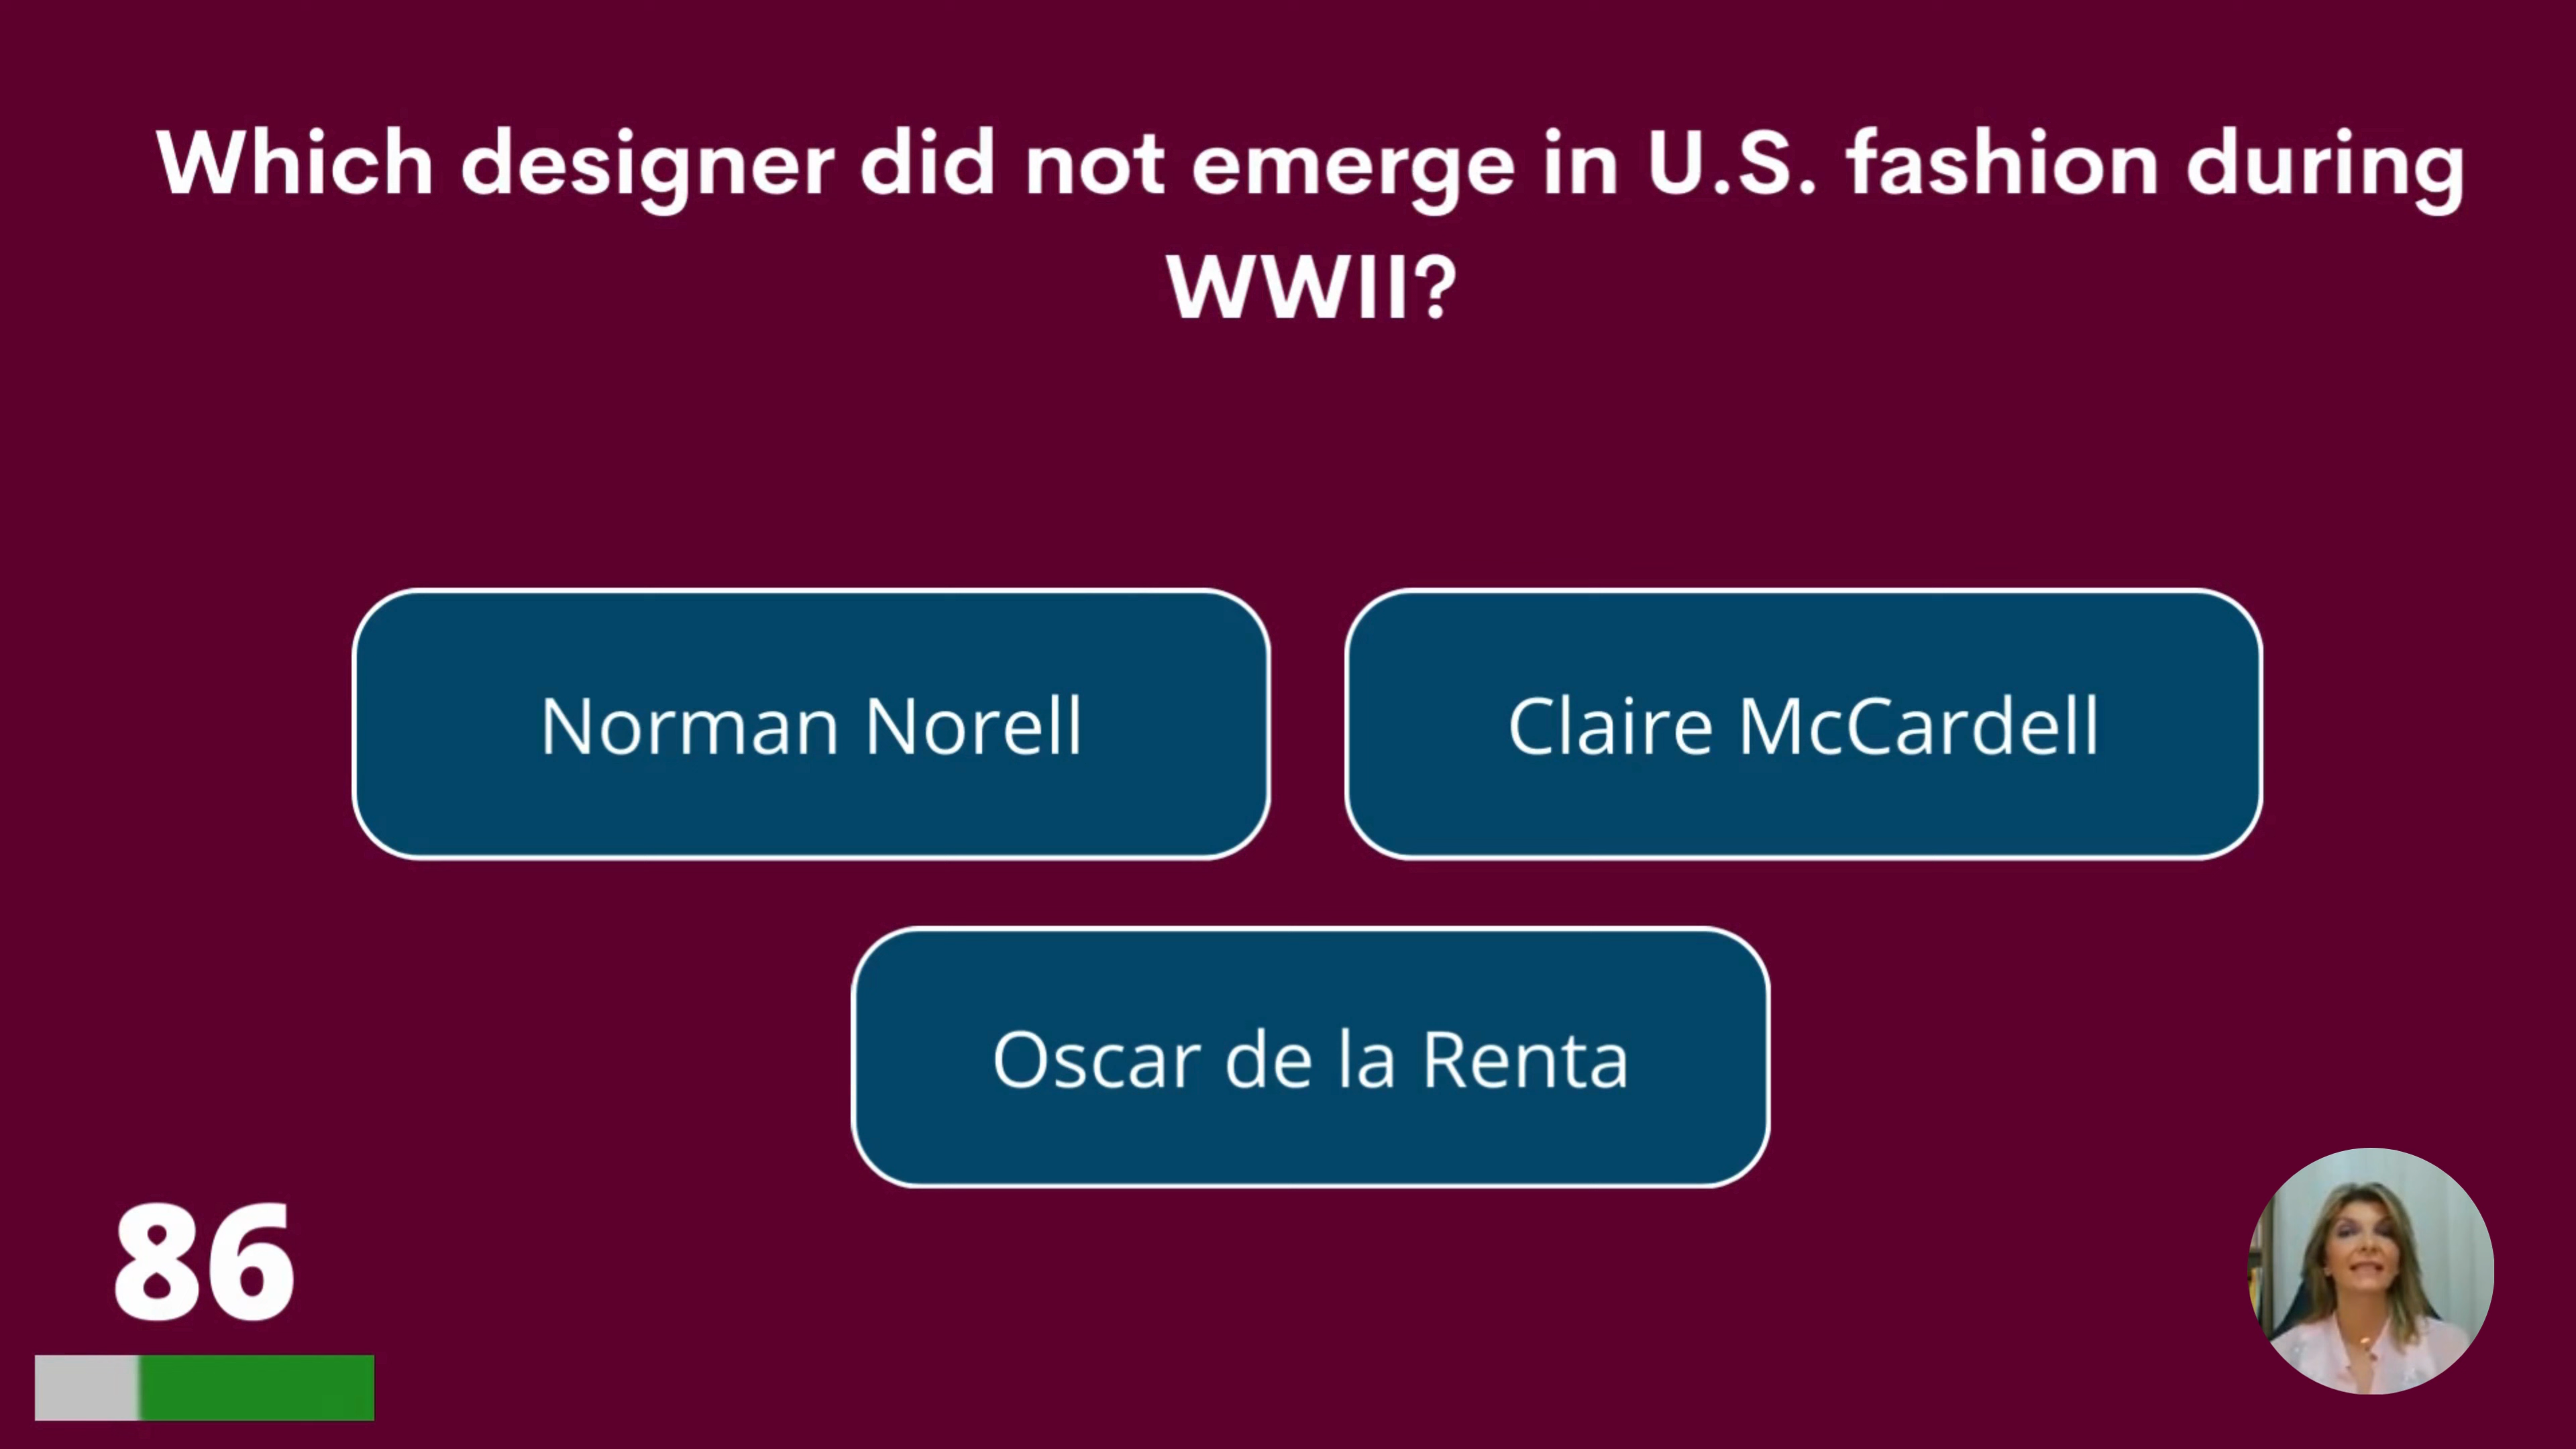 Which designer did not emerge in U.S. fashion during
WWII?
Norman Norell
Claire McCardell
Oscar de la Renta
86